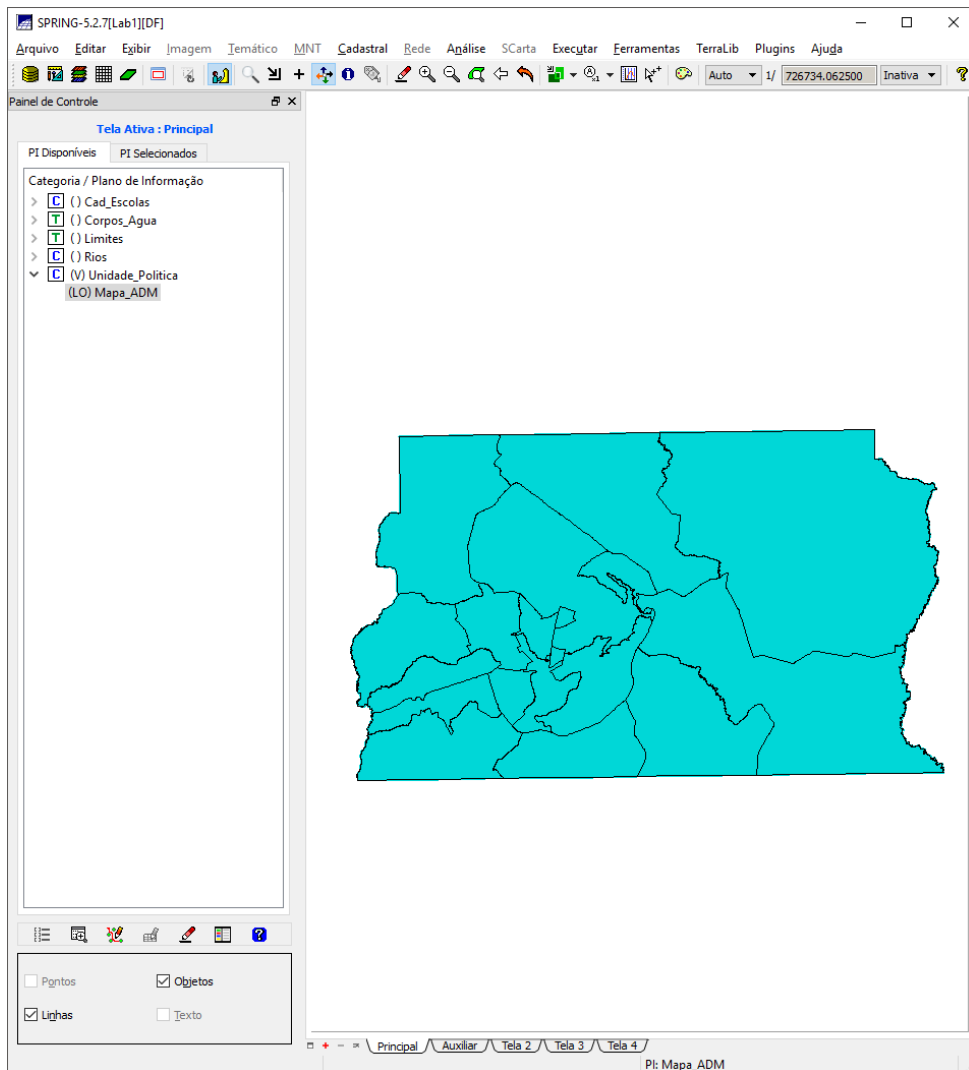 SPRING-5.2.7[Lab1][DF]
Arquivo Editar Exibir Imagem Temático MNT Cadastral Rede Análise SCarta Executar Ferramentas TerraLib Plugins Ajuda
Auto 1/ 726734.062500 Inativa ?
Painel de Controle
Tela Ativa : Principal
PI Disponíveis PI Selecionados
Categoria / Plano de Informação
C () Cad_Escolas
T () Corpos_Agua
T () Limites
C () Rios
C (V) Unidade_Politica
(LO) Mapa_ADM
Pontos Objetos
Linhas Texto
Principal Auxiliar Tela 2 Tela 3 Tela 4
PI: Mapa_ADM